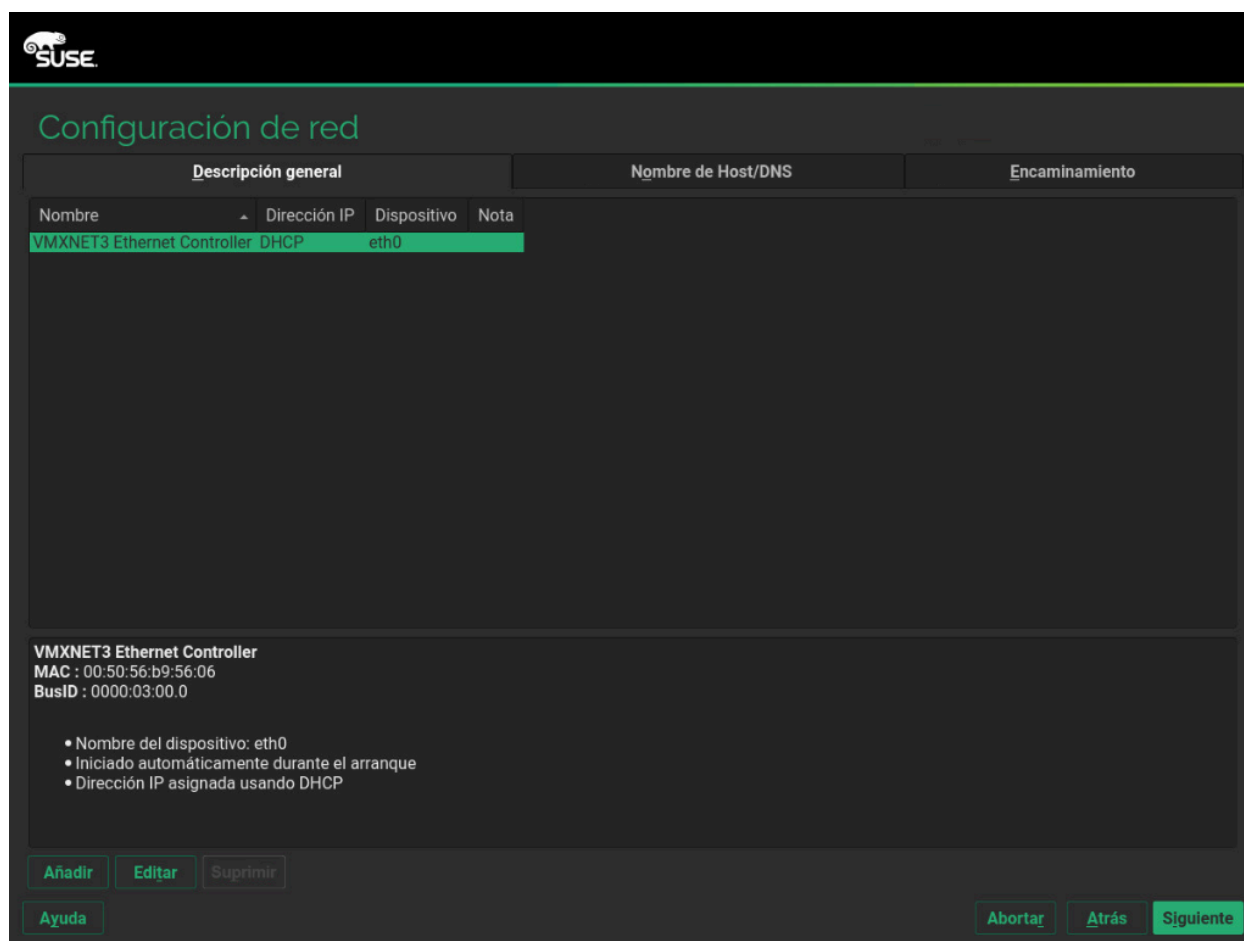 SUSE.
Configuración de red
Descripción general Nombre de Host/DNS Encaminamiento
Nombre Dirección IP Dispositivo Nota
VMXNET3 Ethernet Controller DHCP eth0
VMXNET3 Ethernet Controller
MAC : 00:50:56:b9:56:06
BusID : 0000:03:00.0
• Nombre del dispositivo: eth0
• Iniciado automáticamente durante el arranque
• Dirección IP asignada usando DHCP
Añadir Editar Suprimir
Ayuda Abortar Atrás Siguiente